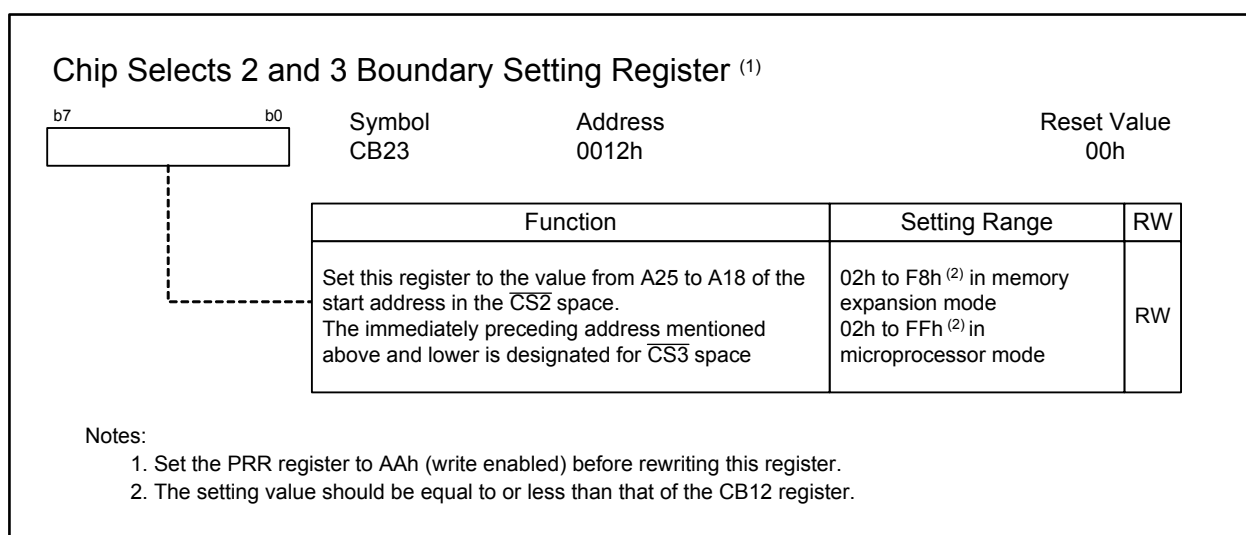 Chip Selects 2 and 3 Boundary Setting Register (1)
b7 b0 Symbol Address Reset Value
CB23 0012h 00h
Function Setting Range RW
Set this register to the value from A25 to A18 of the
start address in the CS2 space.
The immediately preceding address mentioned
above and lower is designated for CS3 space
02h to F8h (2) in memory
expansion mode
02h to FFh (2) in
microprocessor mode
RW
Notes:
1. Set the PRR register to AAh (write enabled) before rewriting this register.
2. The setting value should be equal to or less than that of the CB12 register.